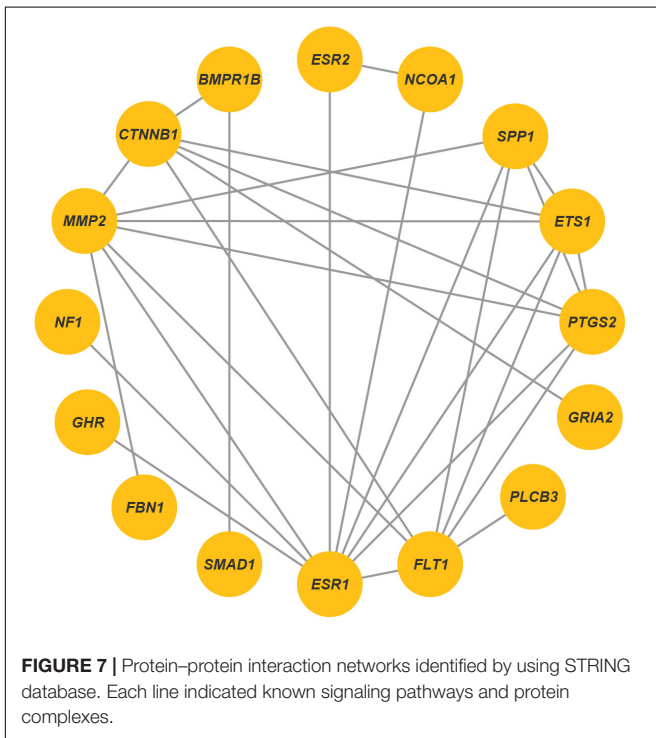 ESR2
BMPR1B
NCOA1
CTNNB1
SPP1
MMP2
ETS1
NF1
PTGS2
GHR
GRIA2
FBN1
PLCB3
SMAD1
ESR1
FLT1
FIGURE 7 | Protein–protein interaction networks identified by using STRING
database. Each line indicated known signaling pathways and protein
complexes.